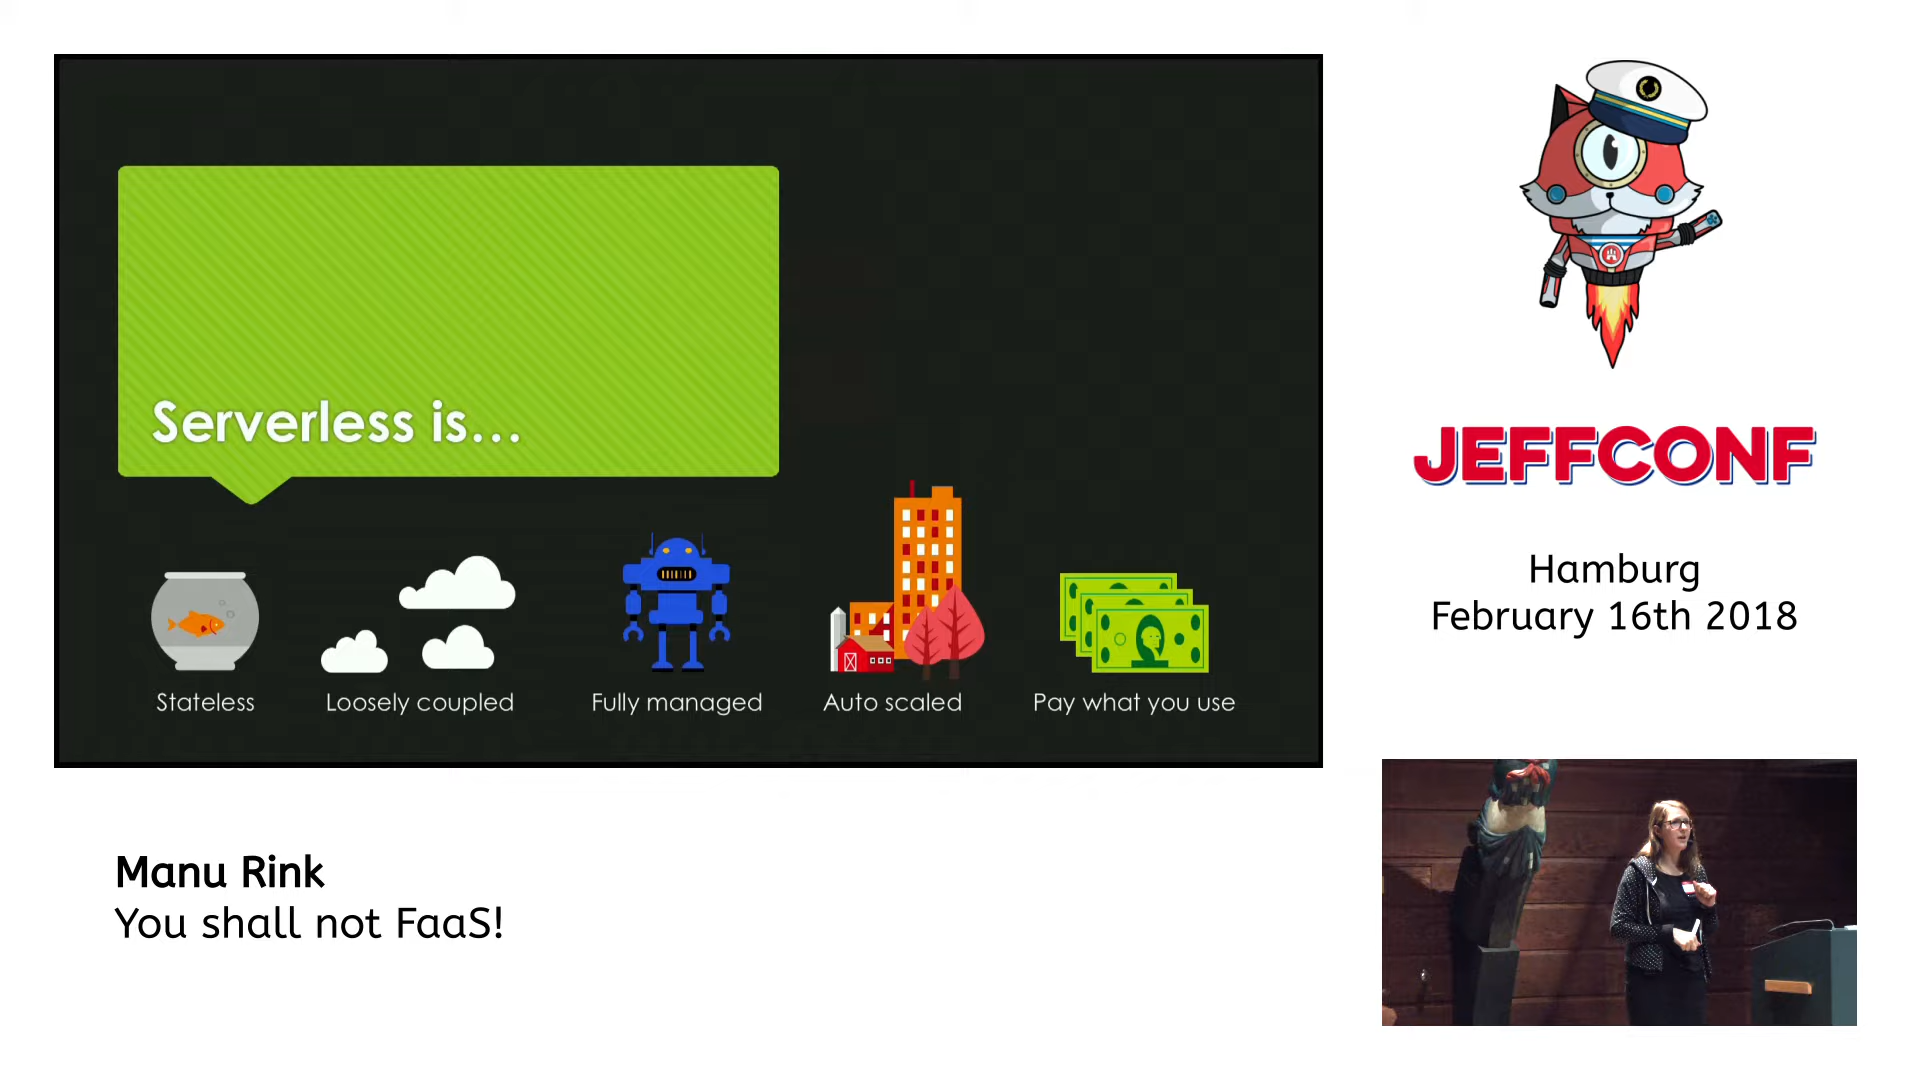 Serverless is...
Stateless
Loosely coupled
Fully managed
Auto scaled
Pay what you use
JEFFCONF
Hamburg
February 16th 2018
Manu Rink
You shall not FaaS!